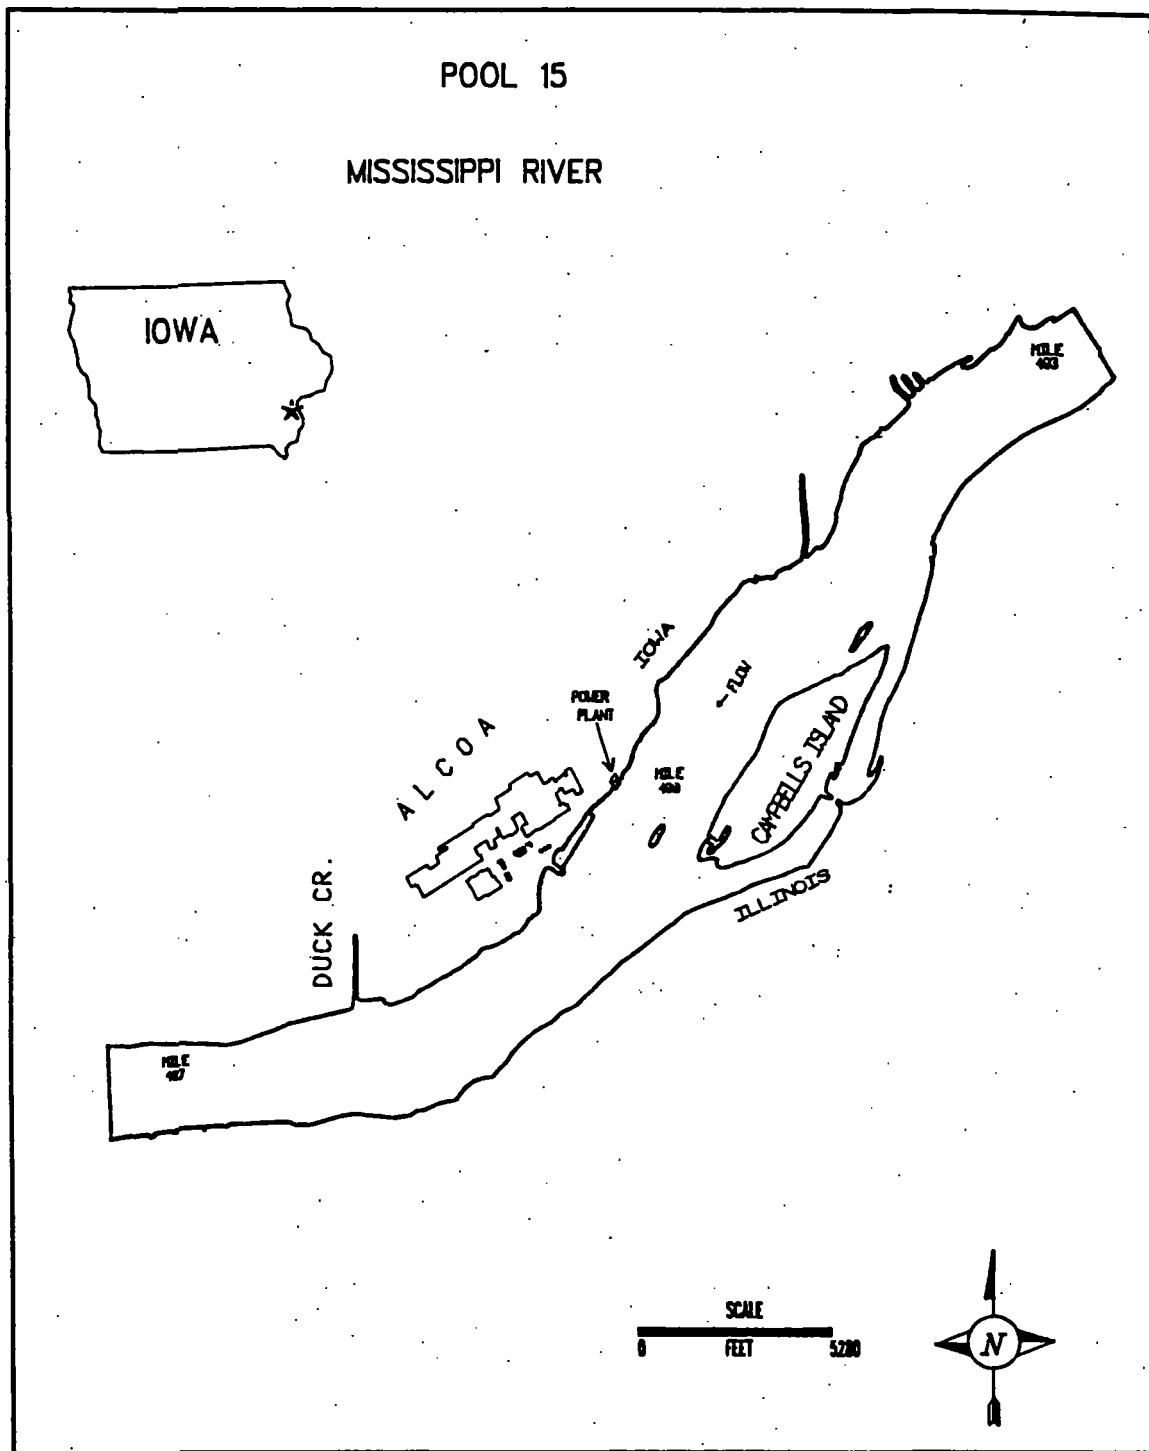 POOL 15
MISSISSIPPI RIVER
IOWA
MILE
493
IOWA
FLOW
POWER
PLANT
ALCOA
MILE
CAMPBELLS ISLAND
ILLINOIS
DUCK CR.
MILE
487
SCALE
0 FEET 5280
N